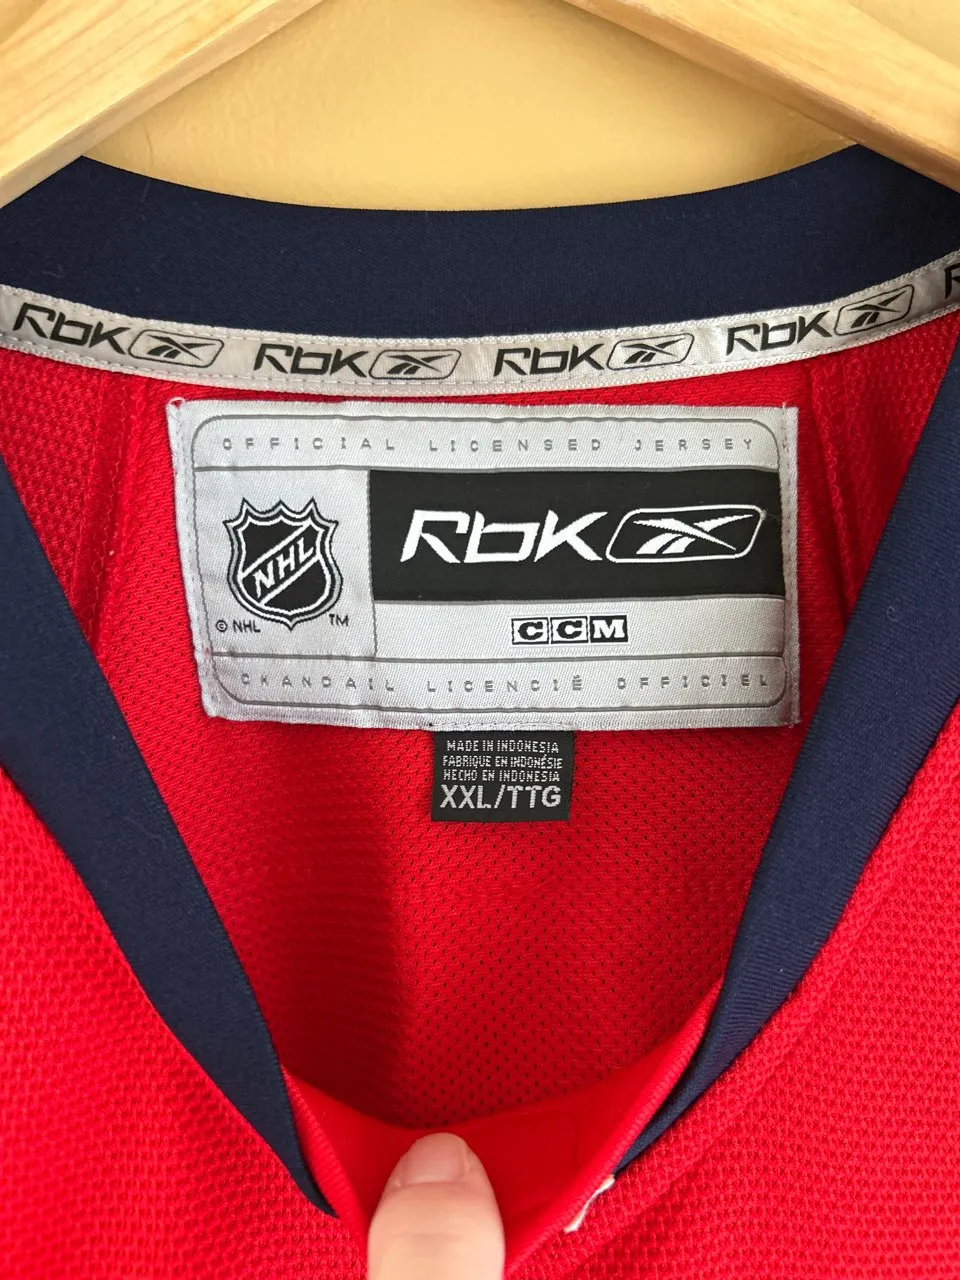 RbK RbK RbK RbK R
OFFICIAL LICENSED JERSEY
NHL
RbK
© NHL TM
CCM
CHANDAIL LICENCIÉ OFFICIEL
MADE IN INDONESIA
FABRIQUE EN INDONÉSIE
HECHO EN INDONESIA
XXL/TTG